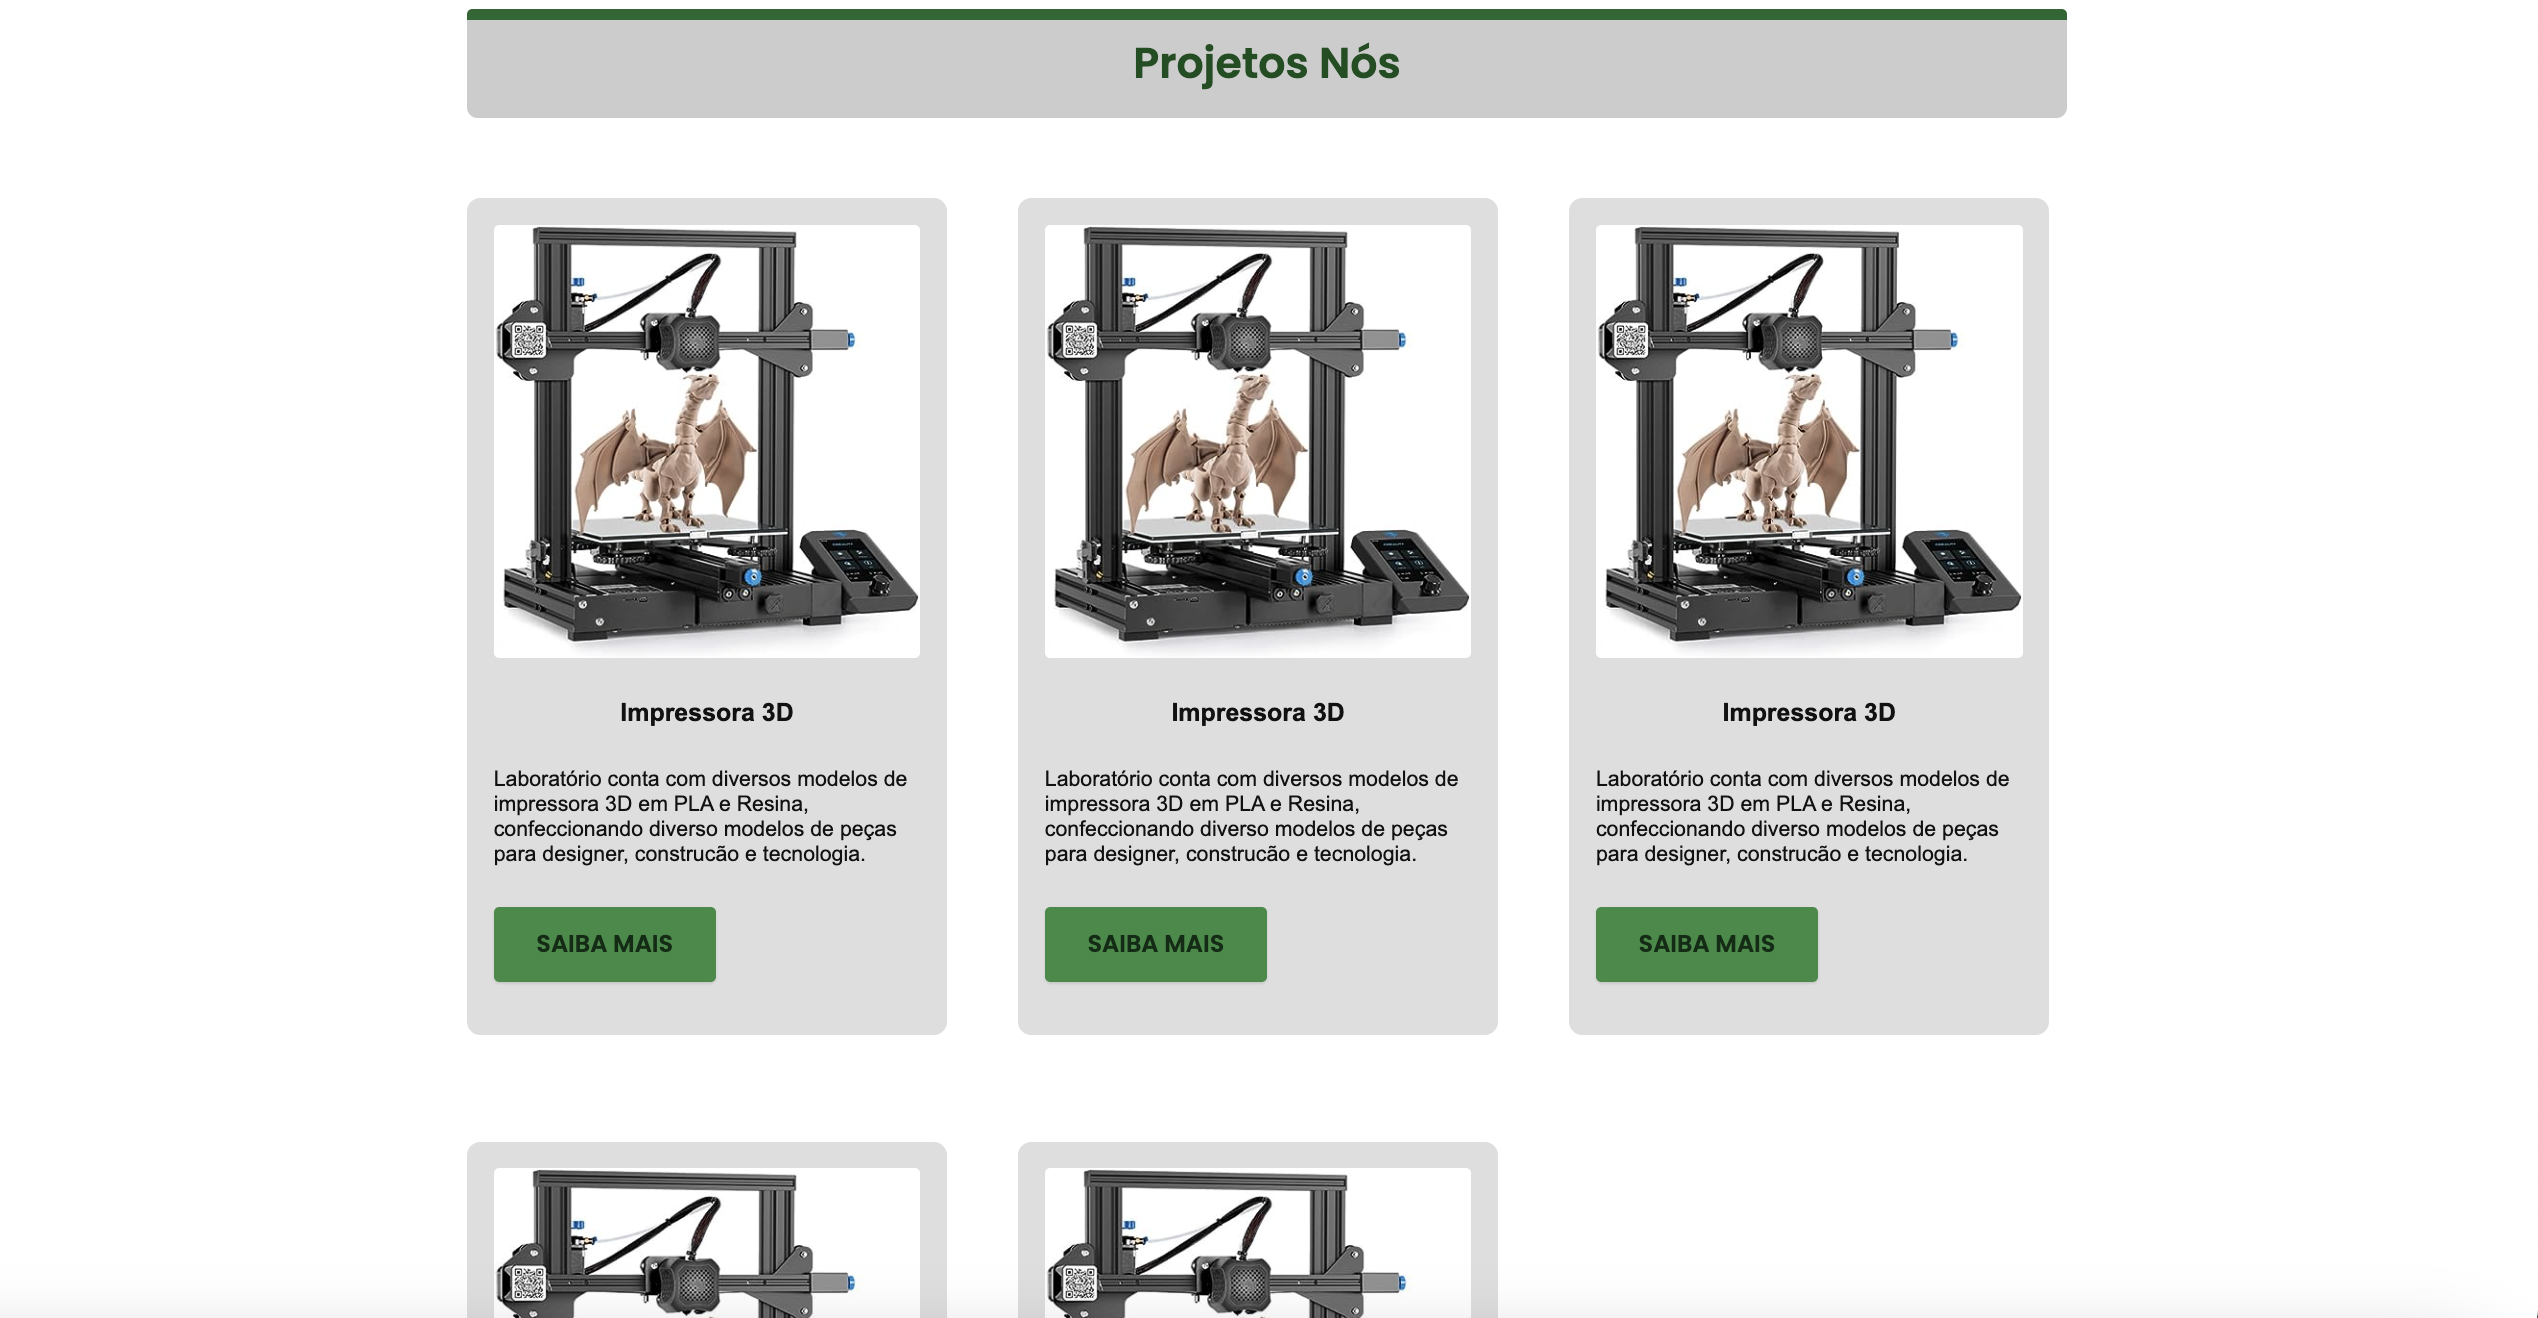 Projetos Nós
Impressora 3D
Laboratório conta com diversos modelos de
impressora 3D em PLA e Resina,
confeccionando diverso modelos de peças
para designer, construcão e tecnologia.
SAIBA MAIS
Impressora 3D
Laboratório conta com diversos modelos de
impressora 3D em PLA e Resina,
confeccionando diverso modelos de peças
para designer, construcão e tecnologia.
SAIBA MAIS
Impressora 3D
Laboratório conta com diversos modelos de
impressora 3D em PLA e Resina,
confeccionando diverso modelos de peças
para designer, construcão e tecnologia.
SAIBA MAIS